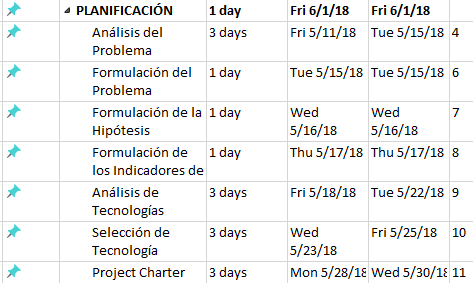 PLANIFICACIÓN 1 day Fri 6/1/18 Fri 6/1/18
Análisis del 3 days Fri 5/11/18 Tue 5/15/18 4
Problema
Formulación del 1 day Tue 5/15/18 Tue 5/15/18 6
Problema
Formulación de la 1 day Wed Wed 7
Hipótesis 5/16/18 5/16/18
Formulación de 1 day Thu 5/17/18 Thu 5/17/18 8
los Indicadores de
Análisis de 3 days Fri 5/18/18 Tue 5/22/18 9
Tecnologías
Selección de 3 days Wed Fri 5/25/18 10
Tecnología 5/23/18
Project Charter 3 days Mon 5/28/18 Wed 5/30/18 11